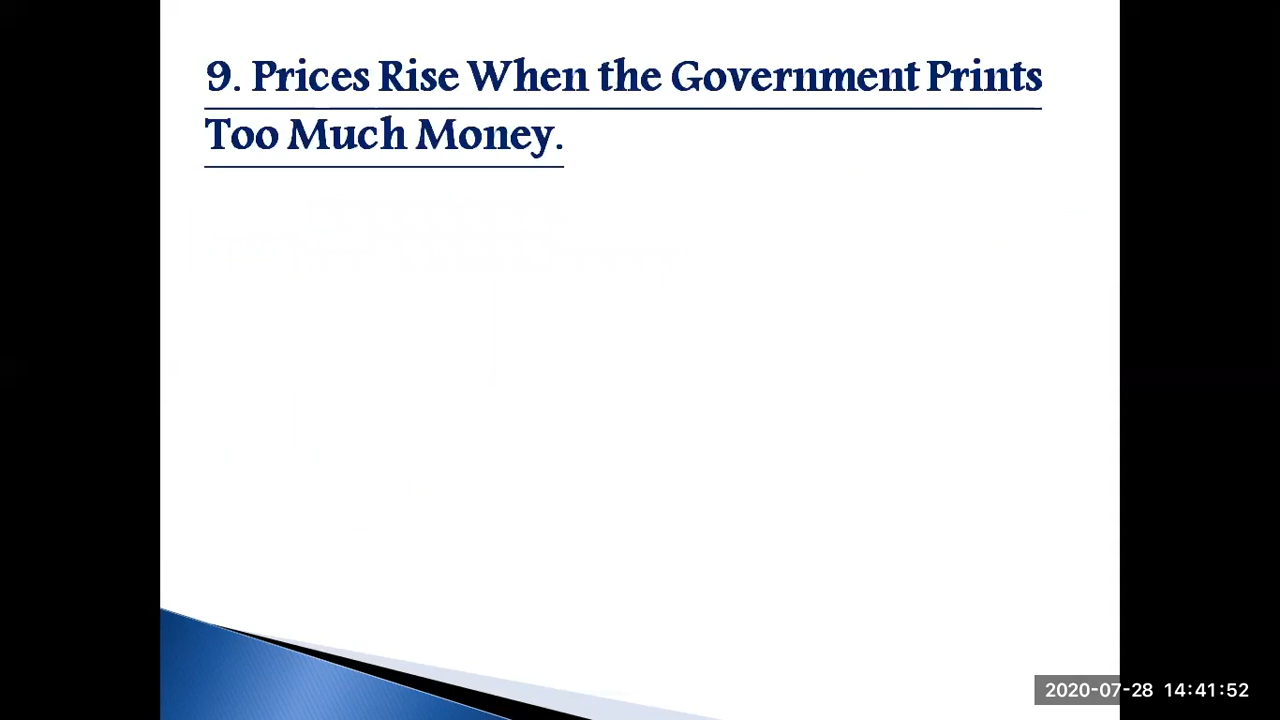 9. Prices Rise When the Government Prints
Too Much Money.
2020-07-28 14:41:52